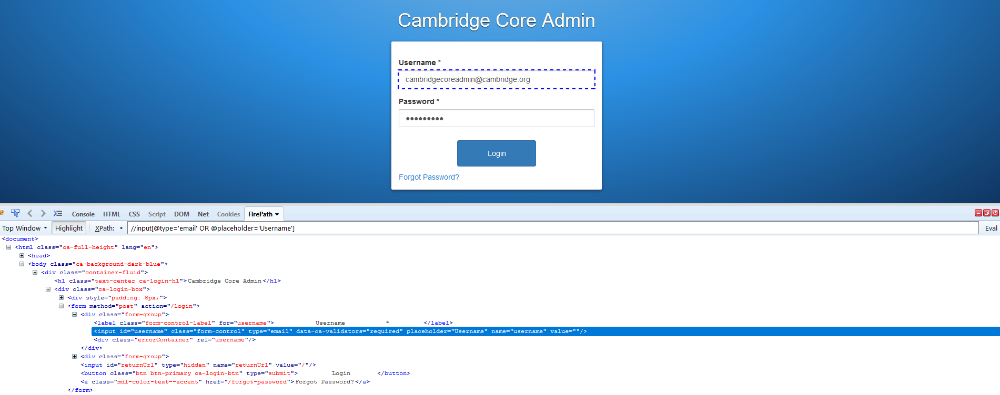 Cambridge Core Admin
Username *
cambridgecoreadmin@cambridge.org
Password *
●●●●●●●●●
Login
Forgot Password?
Console HTML CSS Script DOM Net Cookies FirePath
Top Window Highlight XPath: //input[@type='email' OR @placeholder='Username'] Eval
<document>
<html class="ca-full-height" lang="en">
<head>
<body class="ca-background-dark-blue">
<div class="container-fluid">
<h1 class="text-center ca-login-h1">Cambridge Core Admin</h1>
<div class="ca-login-box">
<div style="padding: 8px;">
<form method="post" action="/login">
<div class="form-group">
<label class="form-control-label" for="username"> Username * </label>
<input id="username" class="form-control" type="email" data-ca-validators="required" placeholder="Username" name="username" value=""/>
<div class="errorContainer" rel="username"/>
</div>
<div class="form-group">
<input id="returnUrl" type="hidden" name="returnUrl" value="/"/>
<button class="btn btn-primary ca-login-btn" type="submit"> Login </button>
<a class="mdl-color-text--accent" href="/forgot-password">Forgot Password?</a>
</form>